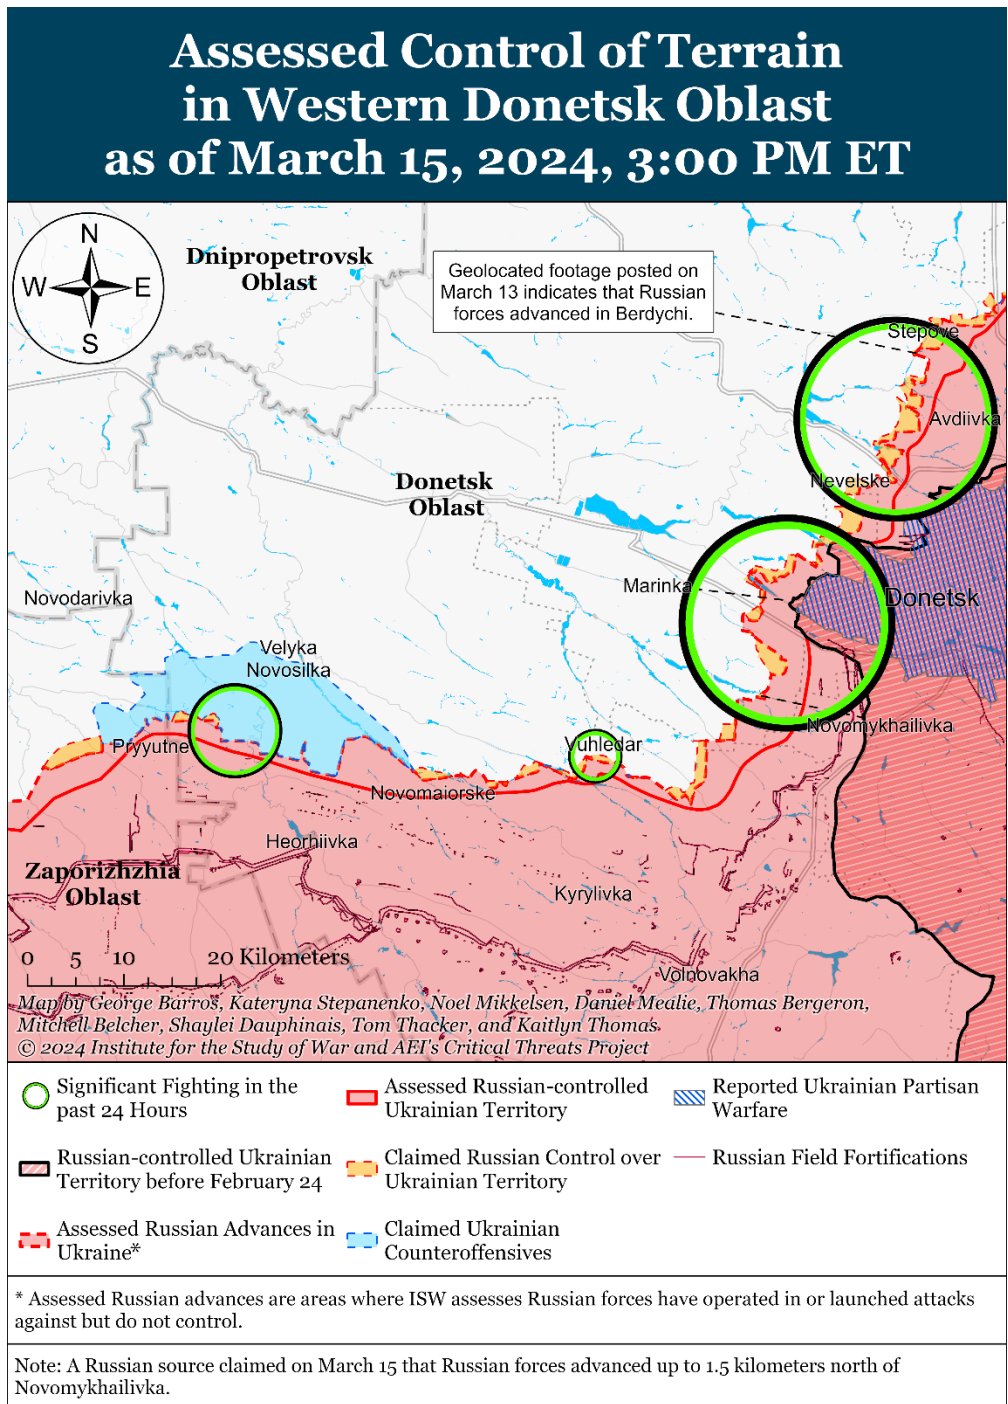 Assessed Control of Terrain
in Western Donetsk Oblast
as of March 15, 2024, 3:00 PM ET
N
W
E
S
Dnipropetrovsk
Oblast
Geolocated footage posted on
March 13 indicates that Russian
forces advanced in Berdychi.
Stepove
Avdiivka
Nevelske
Donetsk
Oblast
Marinka
Donetsk
Novodarivka
Velyka
Novosilka
Novomykhailivka
Pryyutne
Vuhledar
Novomaiorske
Heorhiivka
Zaporizhzhia
Oblast
Kyrylivka
0 5 10 20 Kilometers
Volnovakha
Map by George Barros, Kateryna Stepanenko, Noel Mikkelsen, Daniel Mealie, Thomas Bergeron,
Mitchell Belcher, Shaylei Dauphinais, Tom Thacker, and Kaitlyn Thomas.
© 2024 Institute for the Study of War and AEI's Critical Threats Project
Significant Fighting in the
past 24 Hours
Assessed Russian-controlled
Ukrainian Territory
Reported Ukrainian Partisan
Warfare
Russian-controlled Ukrainian
Territory before February 24
Claimed Russian Control over
Ukrainian Territory
Russian Field Fortifications
Assessed Russian Advances in
Ukraine*
Claimed Ukrainian
Counteroffensives
* Assessed Russian advances are areas where ISW assesses Russian forces have operated in or launched attacks
against but do not control.
Note: A Russian source claimed on March 15 that Russian forces advanced up to 1.5 kilometers north of
Novomykhailivka.